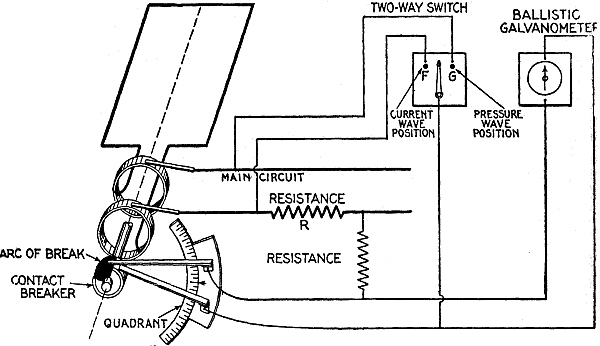 TWO-WAY SWITCH
BALLISTIC
GALVANOMETER
F
G
CURRENT
WAVE
POSITION
PRESSURE
WAVE
POSITION
MAIN CIRCUIT
RESISTANCE
R
RESISTANCE
ARC OF BREAK
CONTACT
BREAKER
QUADRANT